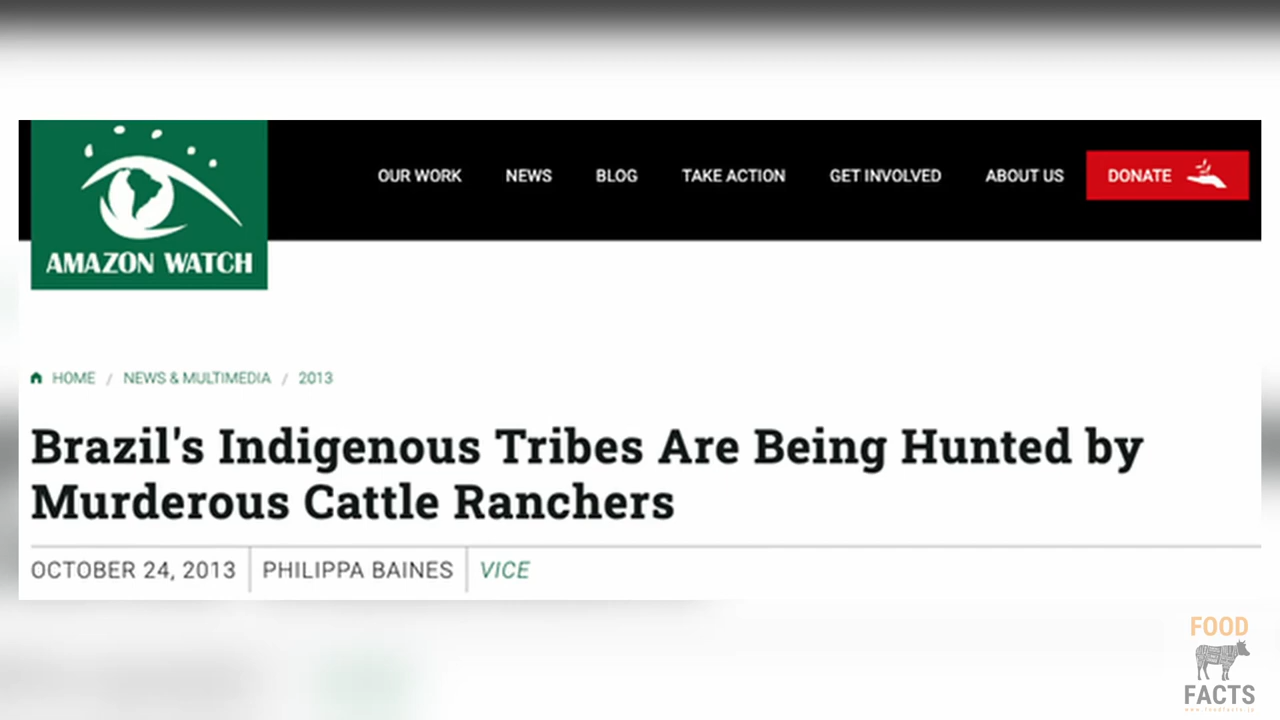 OUR WORK NEWS BLOG TAKE ACTION GET INVOLVED ABOUT US DONATE
AMAZON WATCH
HOME / NEWS & MULTIMEDIA / 2013
Brazil's Indigenous Tribes Are Being Hunted by
Murderous Cattle Ranchers
OCTOBER 24, 2013 PHILIPPA BAINES VICE
FOOD
FACTS